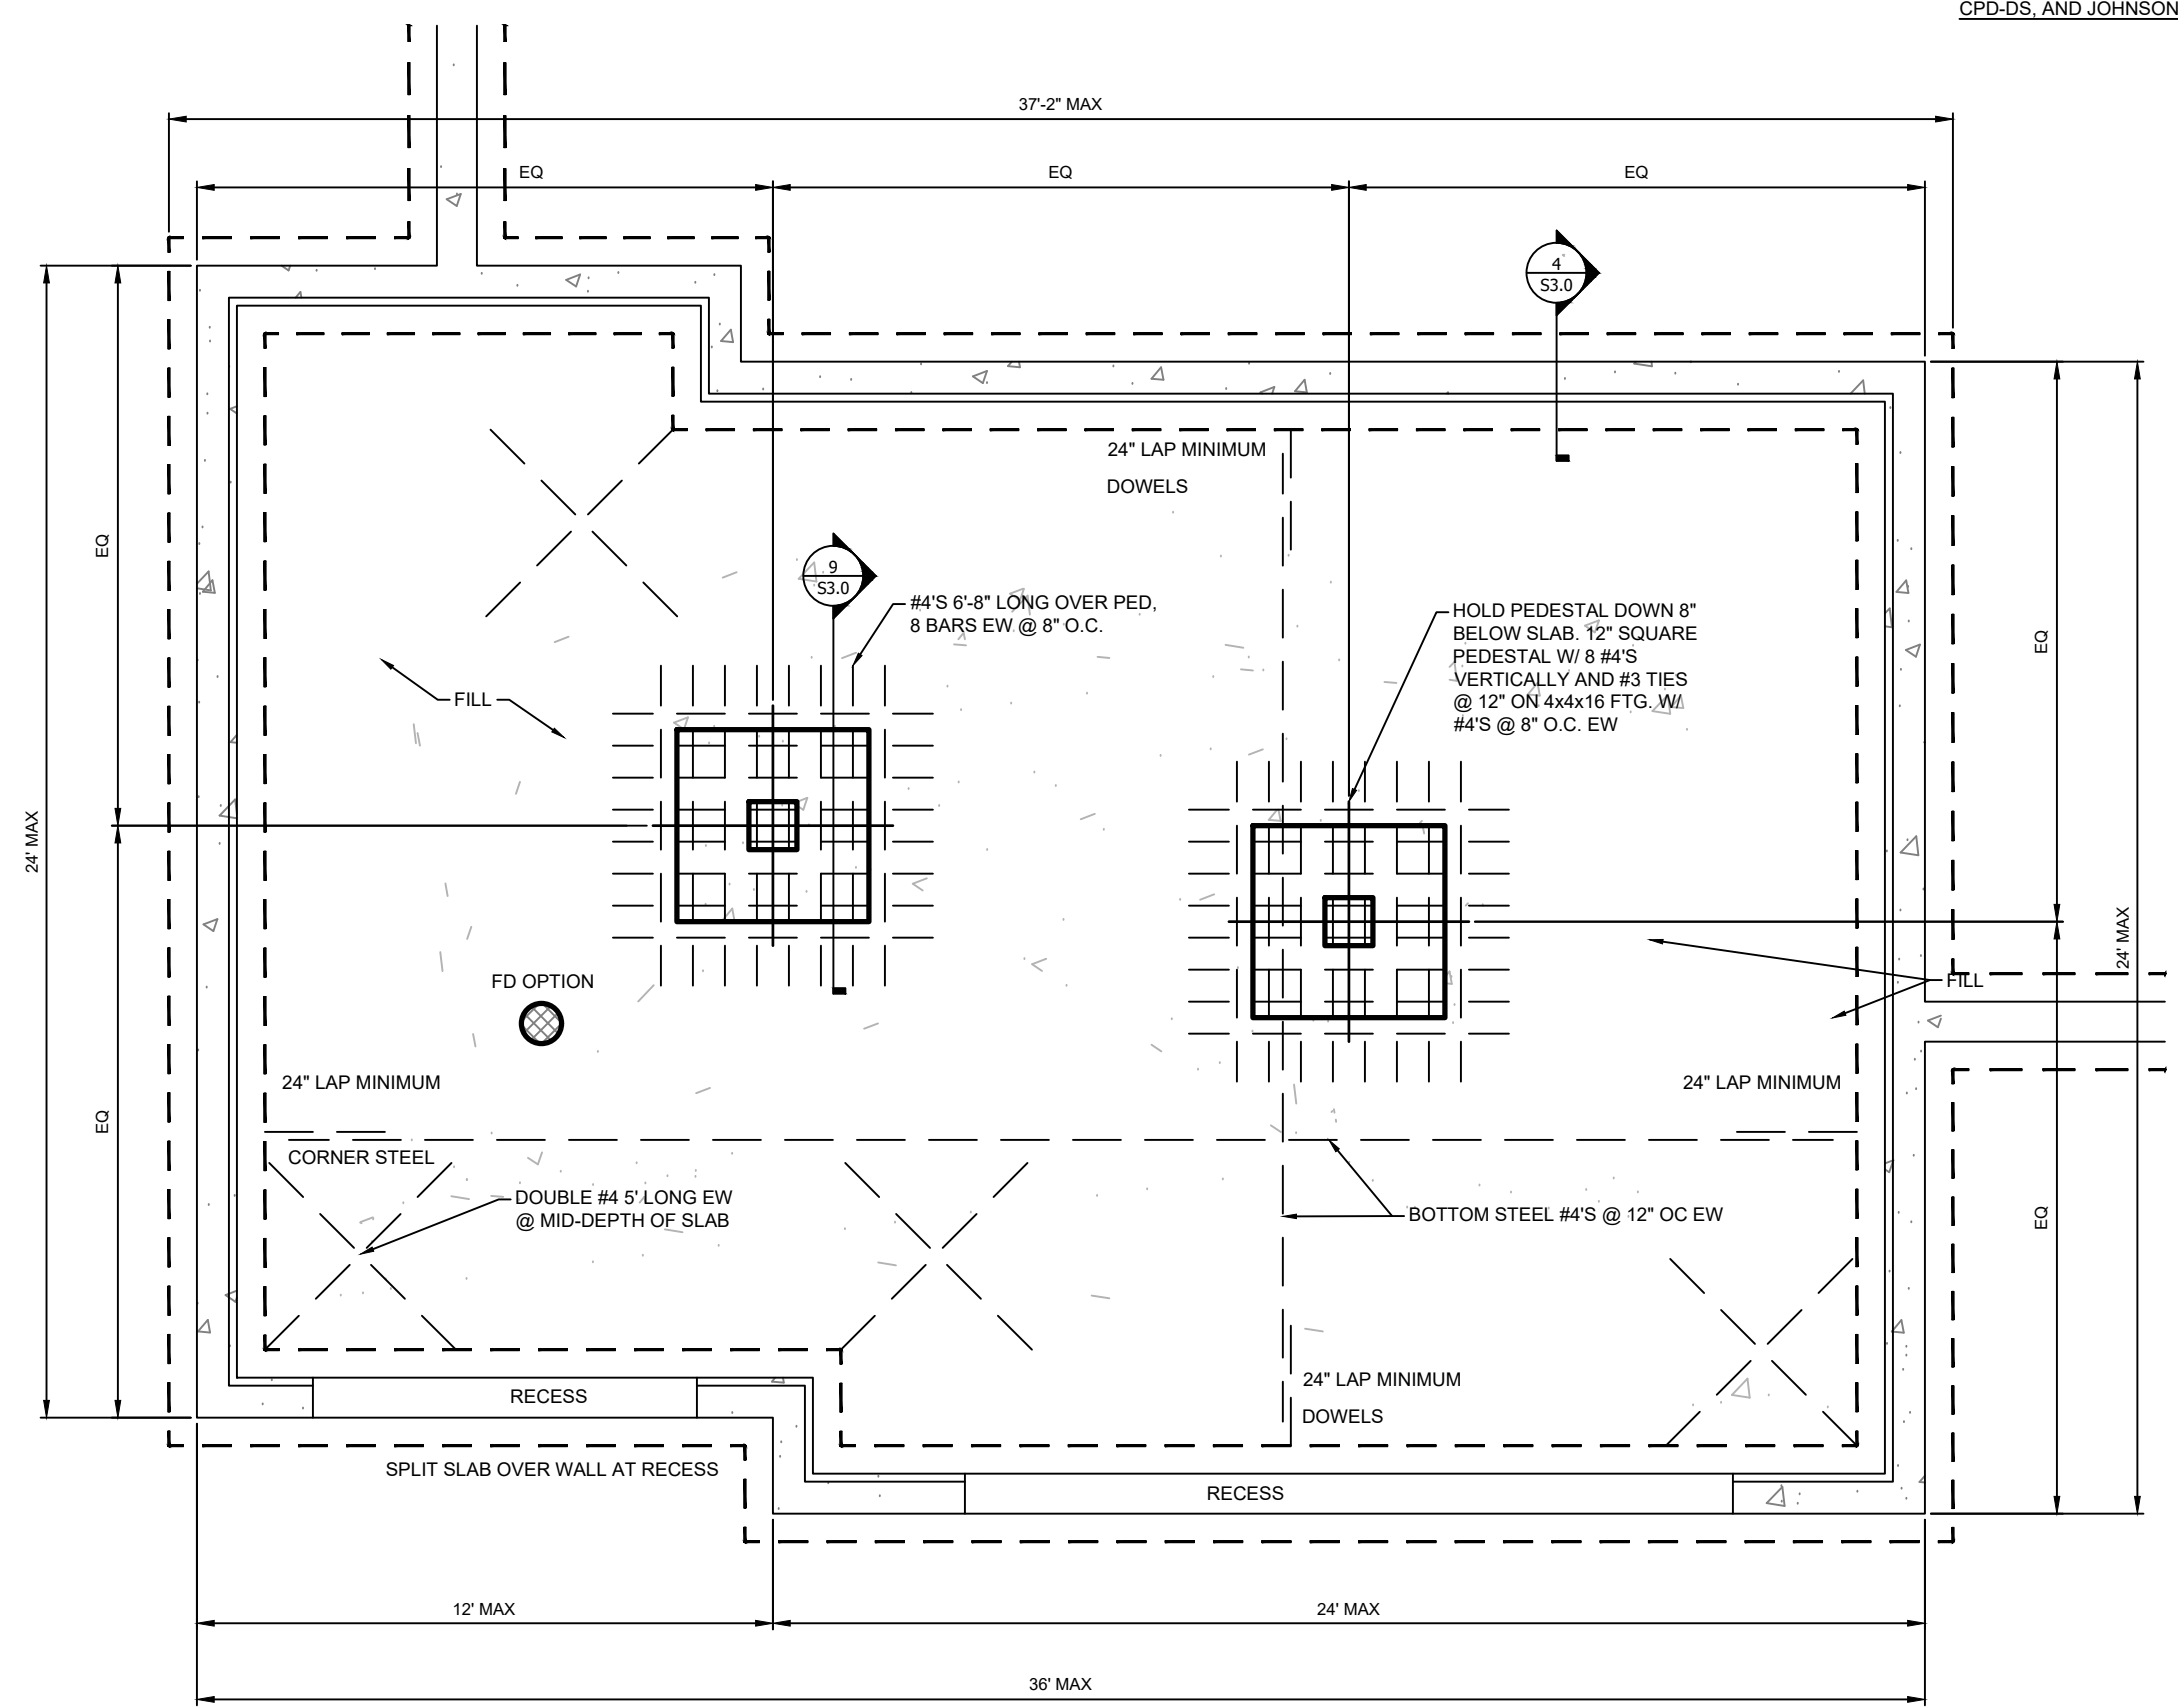 CPD-DS, AND JOHNSON
37'-2" MAX
EQ
EQ
EQ
4
S3.0
24" LAP MINIMUM
DOWELS
EQ
9
S3.0
#4'S 6'-8" LONG OVER PED,
8 BARS EW @ 8" O.C.
HOLD PEDESTAL DOWN 8"
BELOW SLAB. 12" SQUARE
PEDESTAL W/ 8 #4'S
VERTICALLY AND #3 TIES
@ 12" ON 4x4x16 FTG. W/
#4'S @ 8" O.C. EW
EQ
FILL
24' MAX
24' MAX
FD OPTION
FILL
24" LAP MINIMUM
24" LAP MINIMUM
EQ
CORNER STEEL
DOUBLE #4 5' LONG EW
@ MID-DEPTH OF SLAB
BOTTOM STEEL #4'S @ 12" OC EW
EQ
24" LAP MINIMUM
DOWELS
RECESS
SPLIT SLAB OVER WALL AT RECESS
RECESS
12' MAX
24' MAX
36' MAX